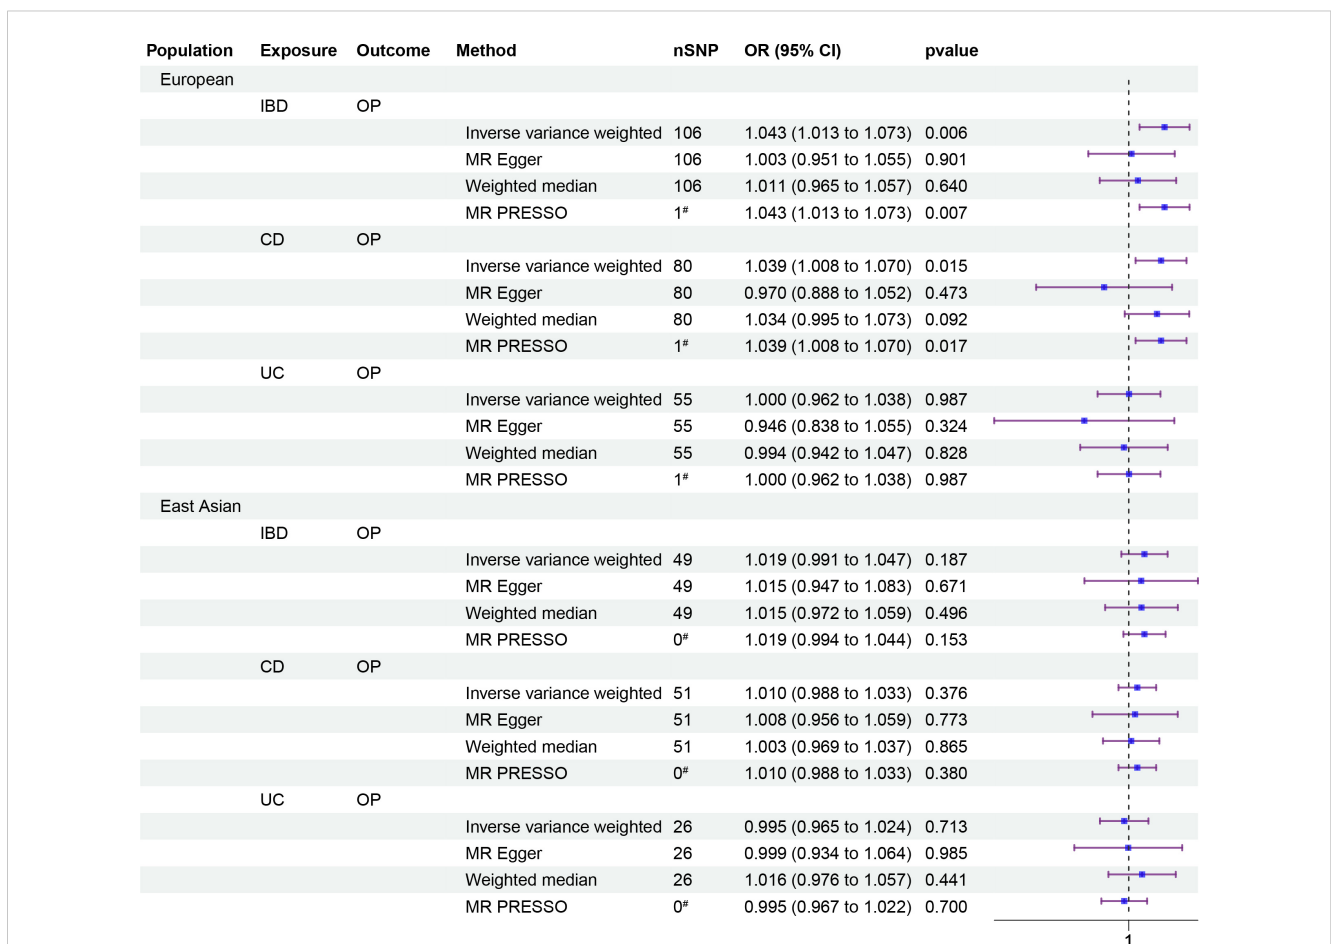 Population Exposure Outcome Method nSNP OR (95% CI) pvalue
European
IBD OP
Inverse variance weighted 106 1.043 (1.013 to 1.073) 0.006
MR Egger 106 1.003 (0.951 to 1.055) 0.901
Weighted median 106 1.011 (0.965 to 1.057) 0.640
MR PRESSO 1# 1.043 (1.013 to 1.073) 0.007
CD OP
Inverse variance weighted 80 1.039 (1.008 to 1.070) 0.015
MR Egger 80 0.970 (0.888 to 1.052) 0.473
Weighted median 80 1.034 (0.995 to 1.073) 0.092
MR PRESSO 1# 1.039 (1.008 to 1.070) 0.017
UC OP
Inverse variance weighted 55 1.000 (0.962 to 1.038) 0.987
MR Egger 55 0.946 (0.838 to 1.055) 0.324
Weighted median 55 0.994 (0.942 to 1.047) 0.828
MR PRESSO 1# 1.000 (0.962 to 1.038) 0.987
East Asian
IBD OP
Inverse variance weighted 49 1.019 (0.991 to 1.047) 0.187
MR Egger 49 1.015 (0.947 to 1.083) 0.671
Weighted median 49 1.015 (0.972 to 1.059) 0.496
MR PRESSO 0# 1.019 (0.994 to 1.044) 0.153
CD OP
Inverse variance weighted 51 1.010 (0.988 to 1.033) 0.376
MR Egger 51 1.008 (0.956 to 1.059) 0.773
Weighted median 51 1.003 (0.969 to 1.037) 0.865
MR PRESSO 0# 1.010 (0.988 to 1.033) 0.380
UC OP
Inverse variance weighted 26 0.995 (0.965 to 1.024) 0.713
MR Egger 26 0.999 (0.934 to 1.064) 0.985
Weighted median 26 1.016 (0.976 to 1.057) 0.441
MR PRESSO 0# 0.995 (0.967 to 1.022) 0.700
1